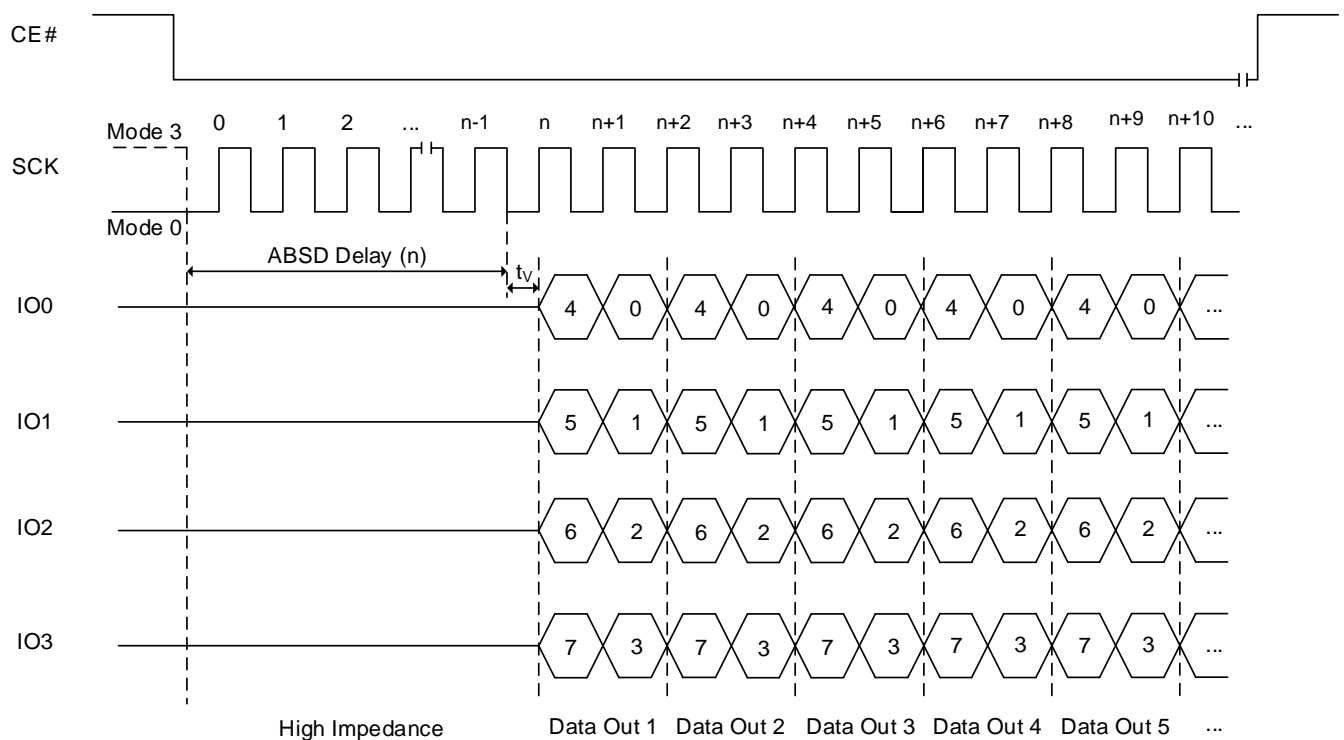 CE#
0 1 2 ... n-1 n n+1 n+2 n+3 n+4 n+5 n+6 n+7 n+8 n+9 n+10 ...
Mode 3
SCK
Mode 0
ABSD Delay (n)
tV
IO0 4 0 4 0 4 0 4 0 4 0 ...
IO1 5 1 5 1 5 1 5 1 5 1 ...
IO2 6 2 6 2 6 2 6 2 6 2 ...
IO3 7 3 7 3 7 3 7 3 7 3 ...
High Impedance Data Out 1 Data Out 2 Data Out 3 Data Out 4 Data Out 5 ...